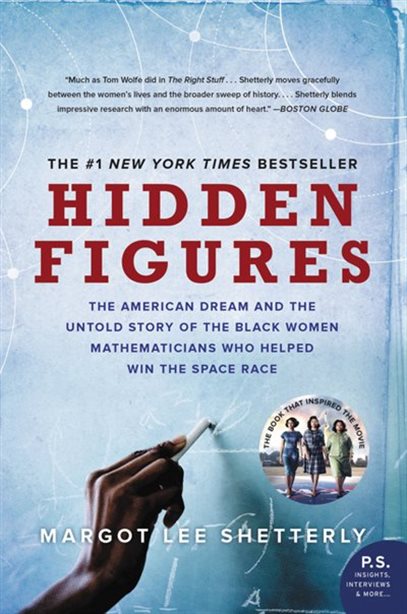 "Much as Tom Wolfe did in The Right Stuff . . . Shetterly moves gracefully
between the women's lives and the broader sweep of history. . . . Shetterly blends
impressive research with an enormous amount of heart." —BOSTON GLOBE
THE #1 NEW YORK TIMES BESTSELLER
HIDDEN
FIGURES
THE AMERICAN DREAM AND THE
UNTOLD STORY OF THE BLACK WOMEN
MATHEMATICIANS WHO HELPED
WIN THE SPACE RACE
THE BOOK THAT INSPIRED THE MOVIE
MARGOT LEE SHETTERLY
P.S.
INSIGHTS,
INTERVIEWS
& MORE...